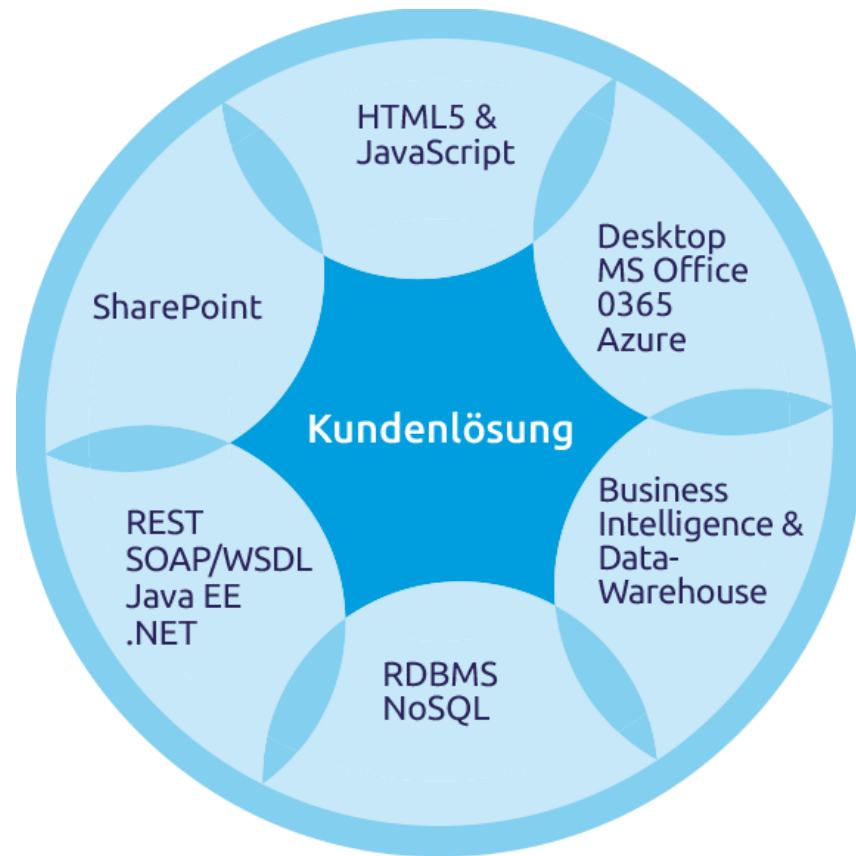 HTML5 &
JavaScript
Desktop
MS Office
0365
Azure
SharePoint
Kundenlösung
Business
Intelligence &
Data-
Warehouse
REST
SOAP/WSDL
Java EE
.NET
RDBMS
NoSQL